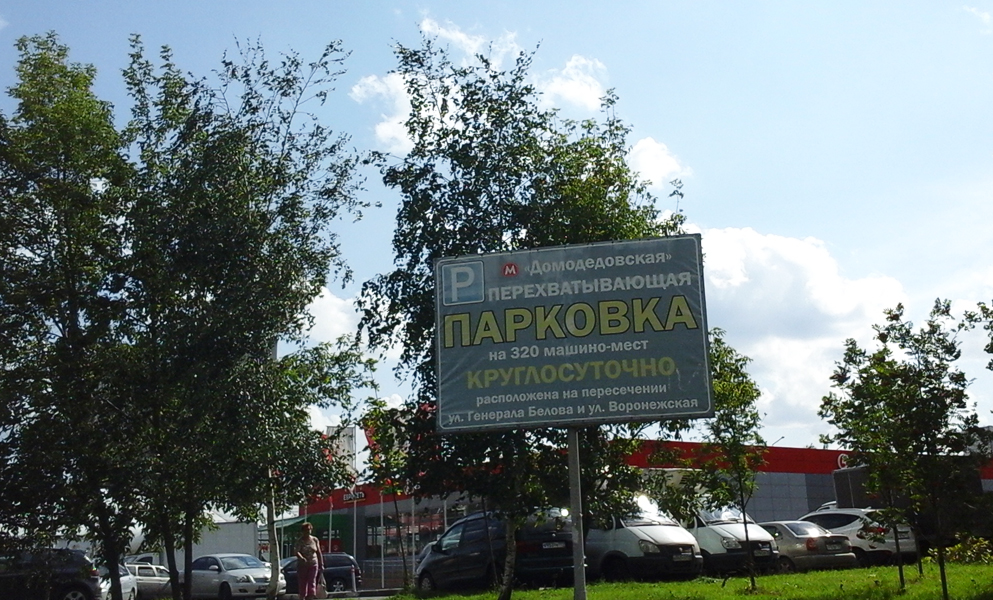 P
М «Домодедовская»
ПЕРЕХВАТЫВАЮЩАЯ
ПАРКОВКА
на 320 машино-мест
КРУГЛОСУТОЧНО
расположена на пересечении
ул. Генерала Белова и ул. Воронежская